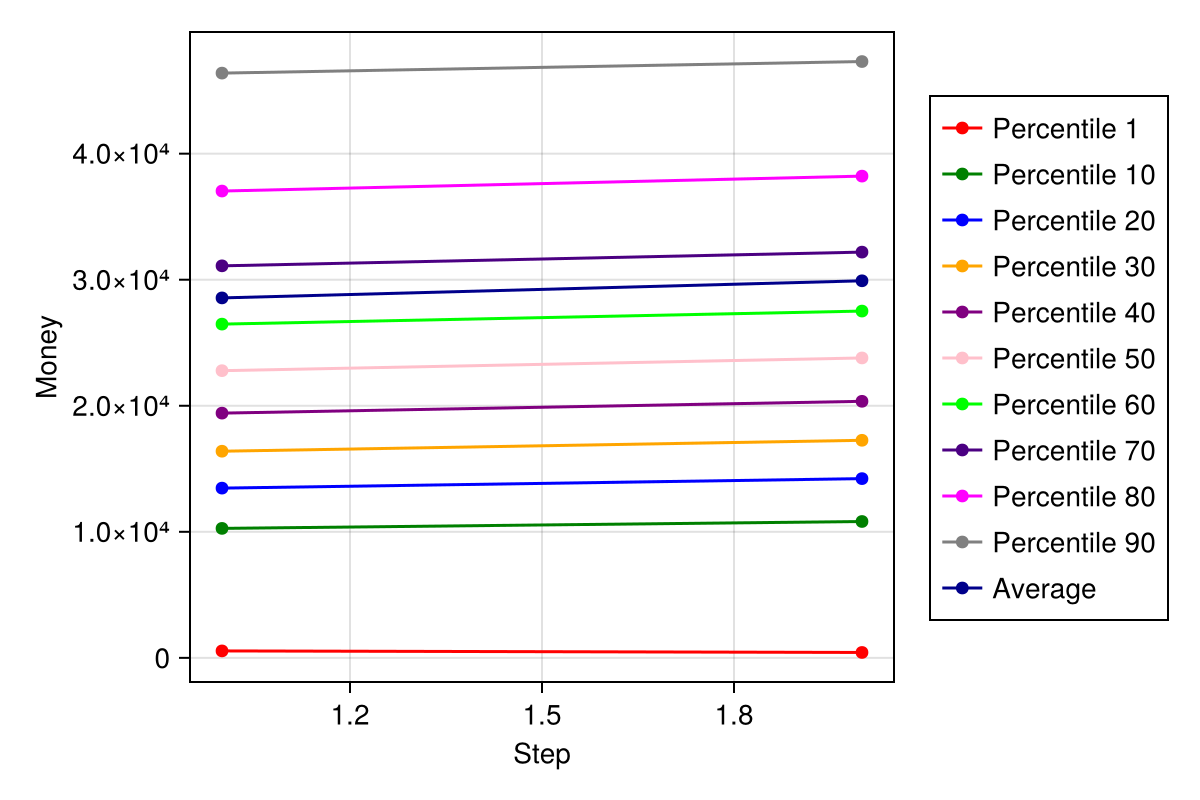 4.0×10⁴
3.0×10⁴
2.0×10⁴
1.0×10⁴
0
Money
1.2
1.5
1.8
Step
Percentile 1
Percentile 10
Percentile 20
Percentile 30
Percentile 40
Percentile 50
Percentile 60
Percentile 70
Percentile 80
Percentile 90
Average